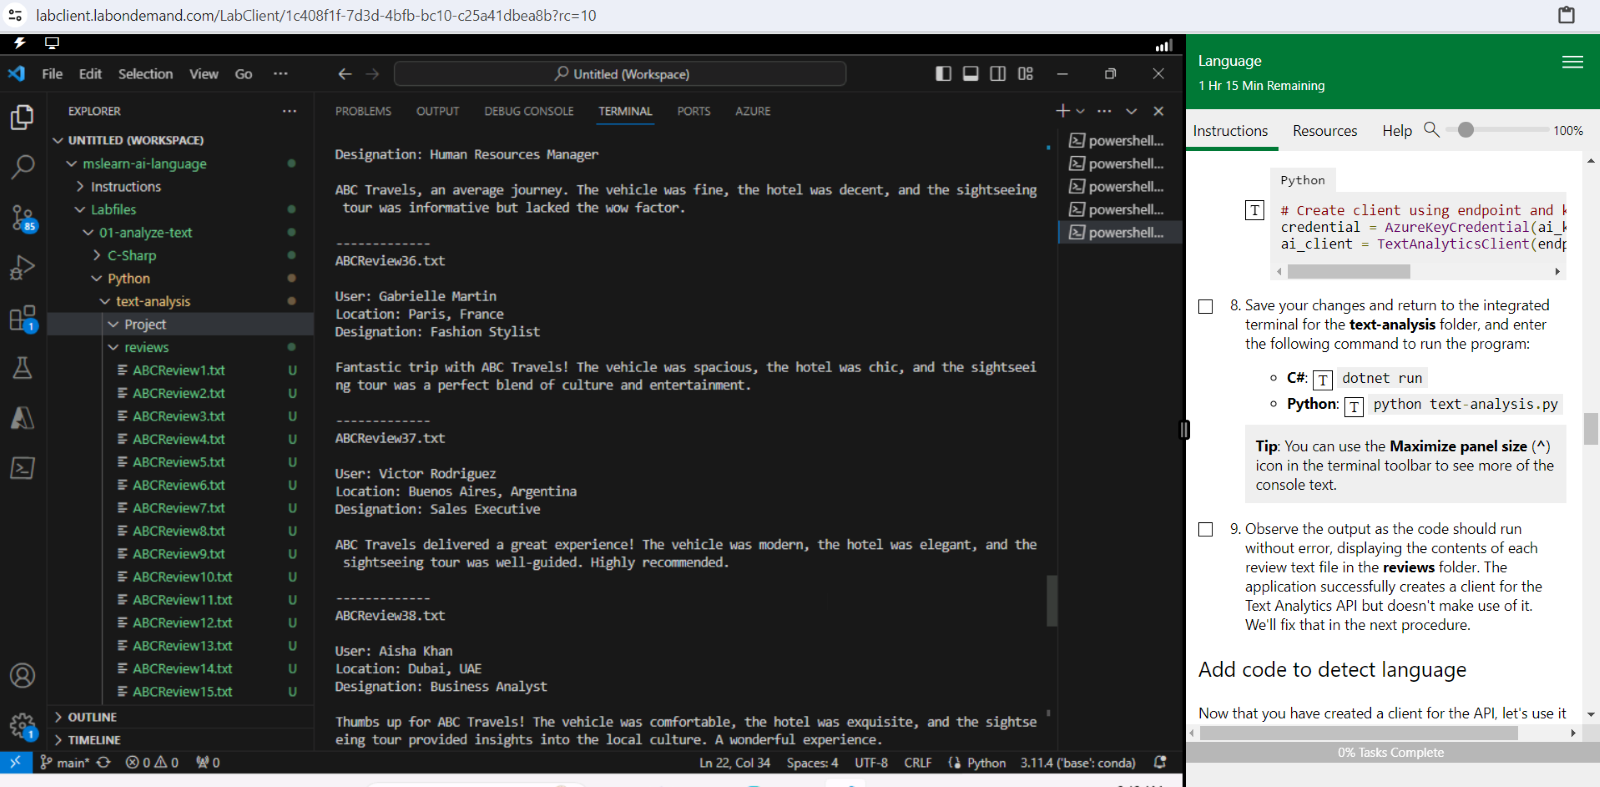 labclient.labondemand.com/LabClient/1c408f1f-7d3d-4bfb-bc10-c25a41dbea8b?rc=10
File Edit Selection View Go ··· Untitled (Workspace)
EXPLORER ···
UNTITLED (WORKSPACE)
mslearn-ai-language
Instructions
Labfiles
01-analyze-text
C-Sharp
Python
text-analysis
Project
reviews
ABCReview1.txt U
ABCReview2.txt U
ABCReview3.txt U
ABCReview4.txt U
ABCReview5.txt U
ABCReview6.txt U
ABCReview7.txt U
ABCReview8.txt U
ABCReview9.txt U
ABCReview10.txt U
ABCReview11.txt U
ABCReview12.txt U
ABCReview13.txt U
ABCReview14.txt U
ABCReview15.txt U
OUTLINE
TIMELINE
85
1
1
PROBLEMS OUTPUT DEBUG CONSOLE TERMINAL PORTS AZURE
Designation: Human Resources Manager
ABC Travels, an average journey. The vehicle was fine, the hotel was decent, and the sightseeing
tour was informative but lacked the wow factor.
-------------
ABCReview36.txt
User: Gabrielle Martin
Location: Paris, France
Designation: Fashion Stylist
Fantastic trip with ABC Travels! The vehicle was spacious, the hotel was chic, and the sightseei
ng tour was a perfect blend of culture and entertainment.
-------------
ABCReview37.txt
User: Victor Rodriguez
Location: Buenos Aires, Argentina
Designation: Sales Executive
ABC Travels delivered a great experience! The vehicle was modern, the hotel was elegant, and the
sightseeing tour was well-guided. Highly recommended.
-------------
ABCReview38.txt
User: Aisha Khan
Location: Dubai, UAE
Designation: Business Analyst
Thumbs up for ABC Travels! The vehicle was comfortable, the hotel was exquisite, and the sightse
eing tour provided insights into the local culture. A wonderful experience.
powershell...
powershell...
powershell...
powershell...
powershell...
main* 0 0 0 Ln 22, Col 34 Spaces: 4 UTF-8 CRLF Python 3.11.4 ('base': conda)
Language
1 Hr 15 Min Remaining
Instructions Resources Help 100%
Python
T
# Create client using endpoint and k
credential = AzureKeyCredential(ai_k
ai_client = TextAnalyticsClient(endp
8. Save your changes and return to the integrated
terminal for the text-analysis folder, and enter
the following command to run the program:
C#: T dotnet run
Python: T python text-analysis.py
Tip: You can use the Maximize panel size (^)
icon in the terminal toolbar to see more of the
console text.
9. Observe the output as the code should run
without error, displaying the contents of each
review text file in the reviews folder. The
application successfully creates a client for the
Text Analytics API but doesn't make use of it.
We'll fix that in the next procedure.
Add code to detect language
Now that you have created a client for the API, let's use it
0% Tasks Complete